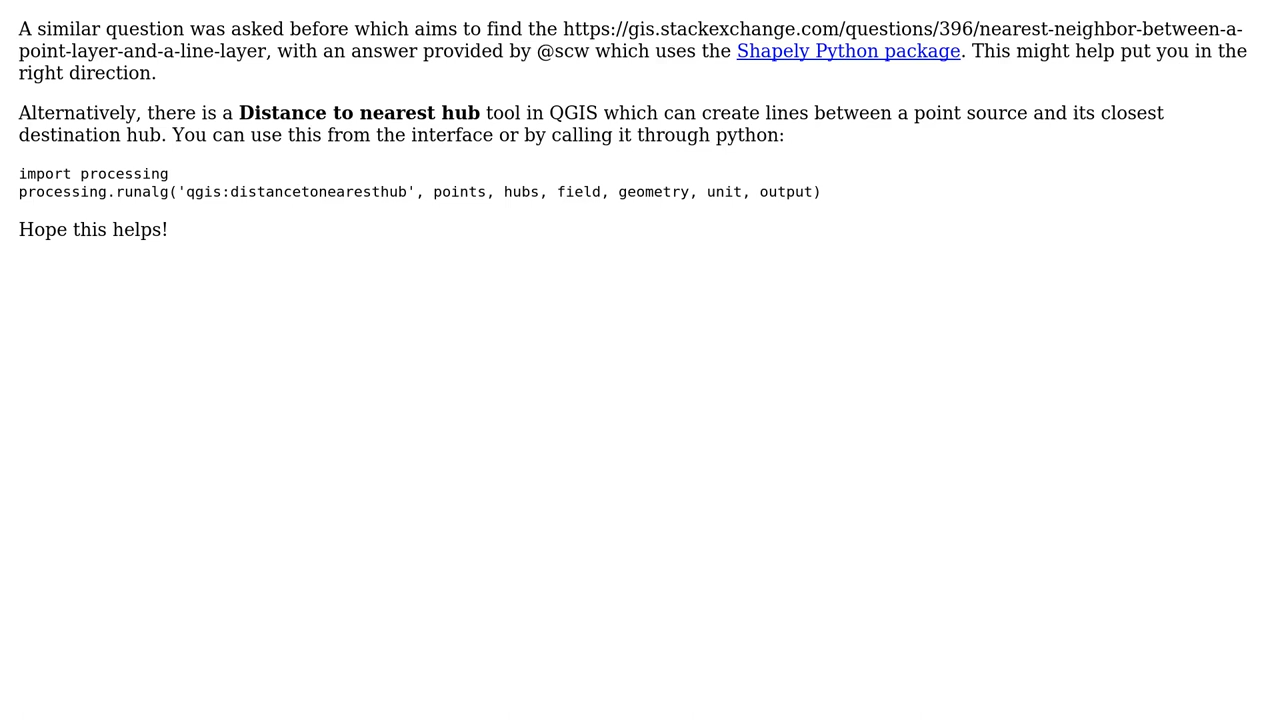 A similar question was asked before which aims to find the https://gis.stackexchange.com/questions/396/nearest-neighbor-between-a-
point-layer-and-a-line-layer, with an answer provided by @scw which uses the Shapely Python package. This might help put you in the
right direction.
Alternatively, there is a Distance to nearest hub tool in QGIS which can create lines between a point source and its closest
destination hub. You can use this from the interface or by calling it through python:
import processing
processing.runalg('qgis:distancetonearesthub', points, hubs, field, geometry, unit, output)
Hope this helps!